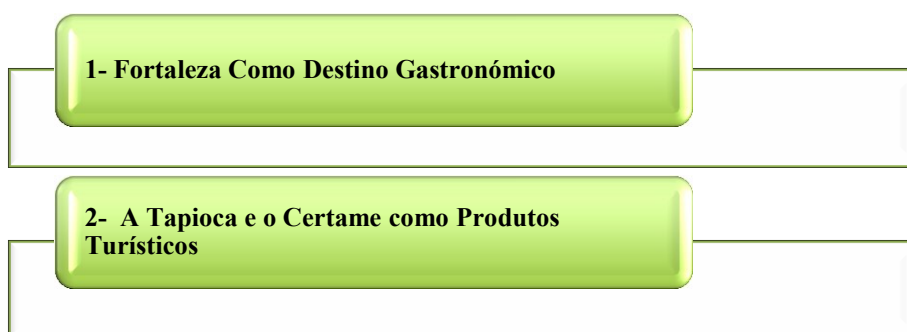 1- Fortaleza Como Destino Gastronómico
2- A Tapioca e o Certame como Produtos
Turísticos